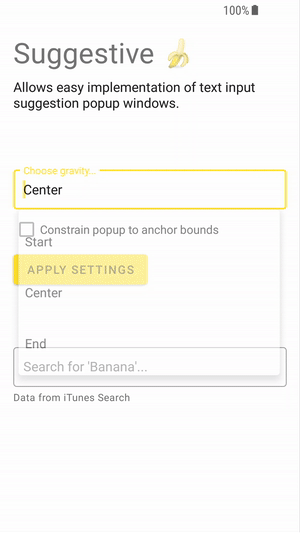 100%
Suggestive 🍌
Allows easy implementation of text input
suggestion popup windows.
Choose gravity...
Center
Constrain popup to anchor bounds
Start
APPLY SETTINGS
Center
End
Search for 'Banana'...
Data from iTunes Search